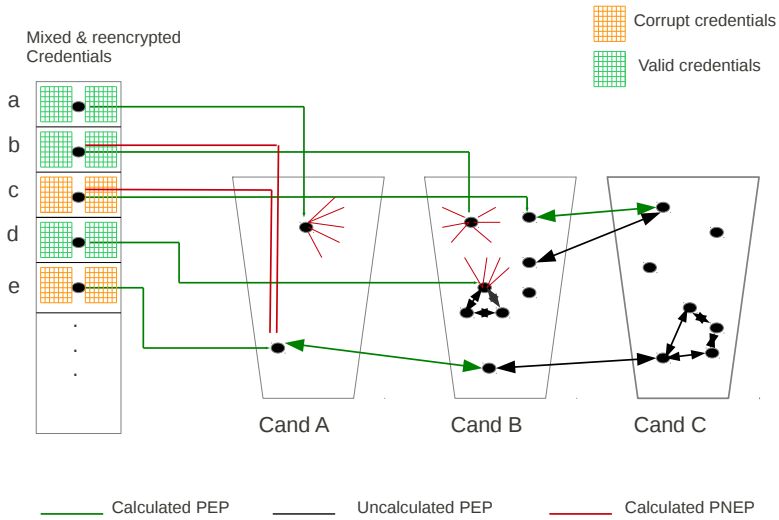 Corrupt credentials
Mixed & reencrypted
Credentials
Valid credentials
a
b
c
d
e
.
.
.
Cand A
Cand B
Cand C
Calculated PEP
Uncalculated PEP
Calculated PNEP